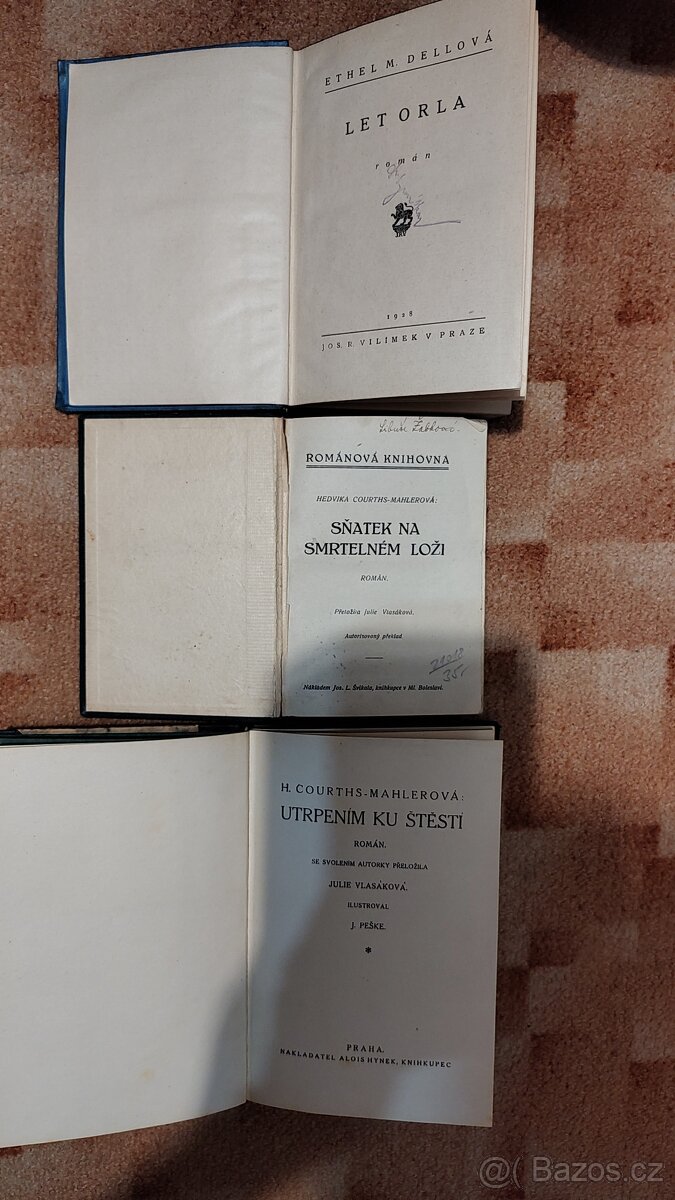 ETHEL M. DELLOVÁ
LET ORLA
román
JRV
1928
JOS. R. VILÍMEK V PRAZE
ROMÁNOVÁ KNIHOVNA
HEDVIKA COURTHS-MAHLEROVÁ:
SŇATEK NA
SMRTELNÉM LOŽI
ROMÁN.
Přeložila Julie Vlasáková.
Autorisovaný překlad.
35,
Nákladem Jos. L. Švíkala, knihkupce v Ml. Boleslavi.
H. COURTHS-MAHLEROVÁ:
UTRPENÍM KU ŠTĚSTÍ
ROMÁN.
SE SVOLENÍM AUTORKY PŘELOŽILA
JULIE VLASÁKOVÁ.
ILUSTROVAL
J. PEŠKE.
*
PRAHA.
NAKLADATEL ALOIS HYNEK, KNIHKUPEC
@( Bazos.cz